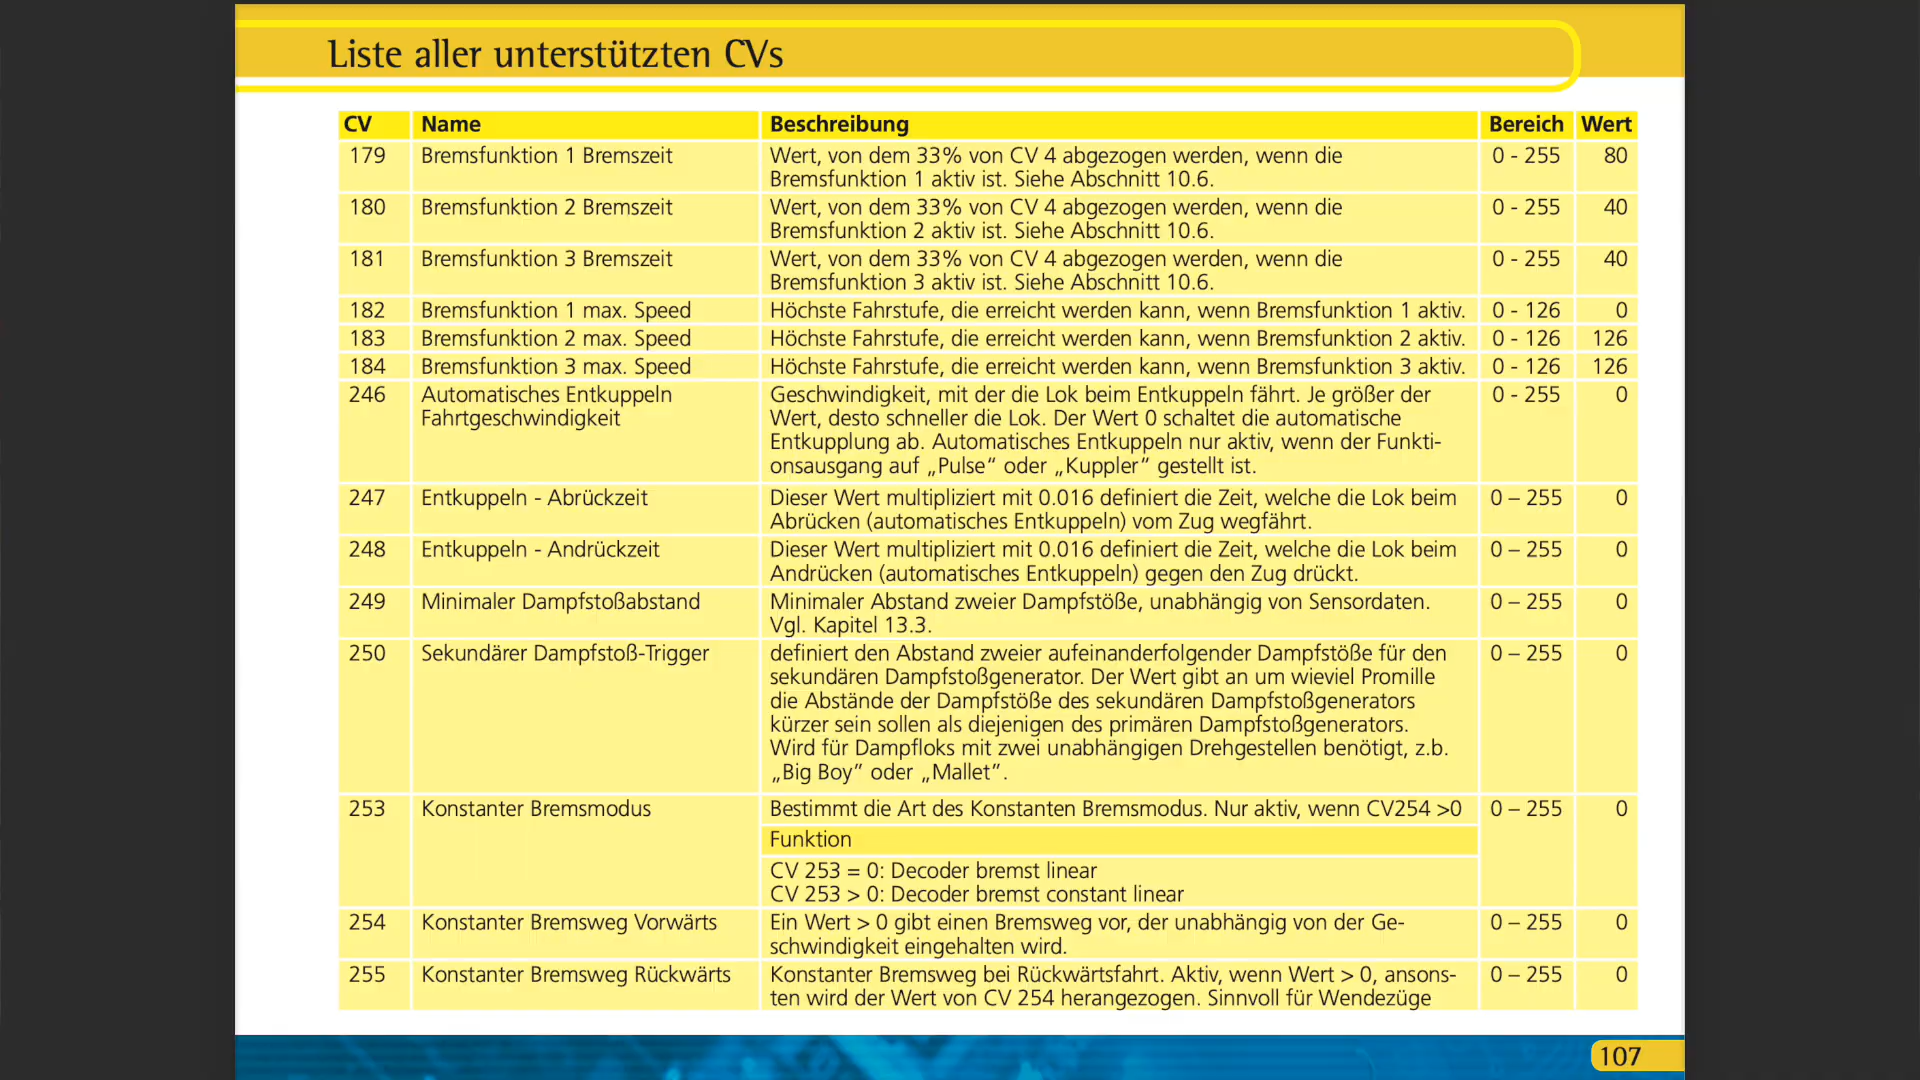 Liste aller unterstützten CVs
CV Name Beschreibung Bereich Wert
179 Bremsfunktion 1 Bremszeit Wert, von dem 33% von CV 4 abgezogen werden, wenn die 0 - 255 80
Bremsfunktion 1 aktiv ist. Siehe Abschnitt 10.6.
180 Bremsfunktion 2 Bremszeit Wert, von dem 33% von CV 4 abgezogen werden, wenn die 0 - 255 40
Bremsfunktion 2 aktiv ist. Siehe Abschnitt 10.6.
181 Bremsfunktion 3 Bremszeit Wert, von dem 33% von CV 4 abgezogen werden, wenn die 0 - 255 40
Bremsfunktion 3 aktiv ist. Siehe Abschnitt 10.6.
182 Bremsfunktion 1 max. Speed Höchste Fahrstufe, die erreicht werden kann, wenn Bremsfunktion 1 aktiv. 0 - 126 0
183 Bremsfunktion 2 max. Speed Höchste Fahrstufe, die erreicht werden kann, wenn Bremsfunktion 2 aktiv. 0 - 126 126
184 Bremsfunktion 3 max. Speed Höchste Fahrstufe, die erreicht werden kann, wenn Bremsfunktion 3 aktiv. 0 - 126 126
246 Automatisches Entkuppeln Geschwindigkeit, mit der die Lok beim Entkuppeln fährt. Je größer der 0 - 255 0
Fahrtgeschwindigkeit Wert, desto schneller die Lok. Der Wert 0 schaltet die automatische
Entkupplung ab. Automatisches Entkuppeln nur aktiv, wenn der Funkti-
onsausgang auf „Pulse“ oder „Kuppler“ gestellt ist.
247 Entkuppeln - Abrückzeit Dieser Wert multipliziert mit 0.016 definiert die Zeit, welche die Lok beim 0 – 255 0
Abrücken (automatisches Entkuppeln) vom Zug wegfährt.
248 Entkuppeln - Andrückzeit Dieser Wert multipliziert mit 0.016 definiert die Zeit, welche die Lok beim 0 – 255 0
Andrücken (automatisches Entkuppeln) gegen den Zug drückt.
249 Minimaler Dampfstoßabstand Minimaler Abstand zweier Dampfstöße, unabhängig von Sensordaten. 0 – 255 0
Vgl. Kapitel 13.3.
250 Sekundärer Dampfstoß-Trigger definiert den Abstand zweier aufeinanderfolgender Dampfstöße für den 0 – 255 0
sekundären Dampfstoßgenerator. Der Wert gibt an um wieviel Promille
die Abstände der Dampfstöße des sekundären Dampfstoßgenerators
kürzer sein sollen als diejenigen des primären Dampfstoßgenerators.
Wird für Dampfloks mit zwei unabhängigen Drehgestellen benötigt, z.b.
„Big Boy” oder „Mallet”.
253 Konstanter Bremsmodus Bestimmt die Art des Konstanten Bremsmodus. Nur aktiv, wenn CV254 >0 0 – 255 0
Funktion
CV 253 = 0: Decoder bremst linear
CV 253 > 0: Decoder bremst constant linear
254 Konstanter Bremsweg Vorwärts Ein Wert > 0 gibt einen Bremsweg vor, der unabhängig von der Ge- 0 – 255 0
schwindigkeit eingehalten wird.
255 Konstanter Bremsweg Rückwärts Konstanter Bremsweg bei Rückwärtsfahrt. Aktiv, wenn Wert > 0, ansons- 0 – 255 0
ten wird der Wert von CV 254 herangezogen. Sinnvoll für Wendezüge
107